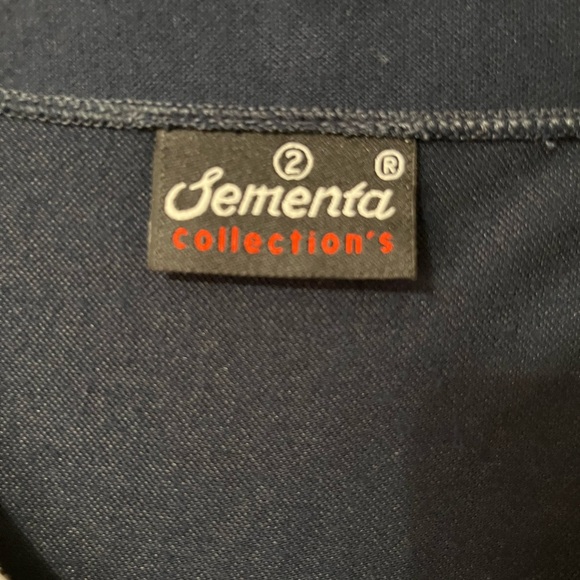 ② ®
Sementa
collection's